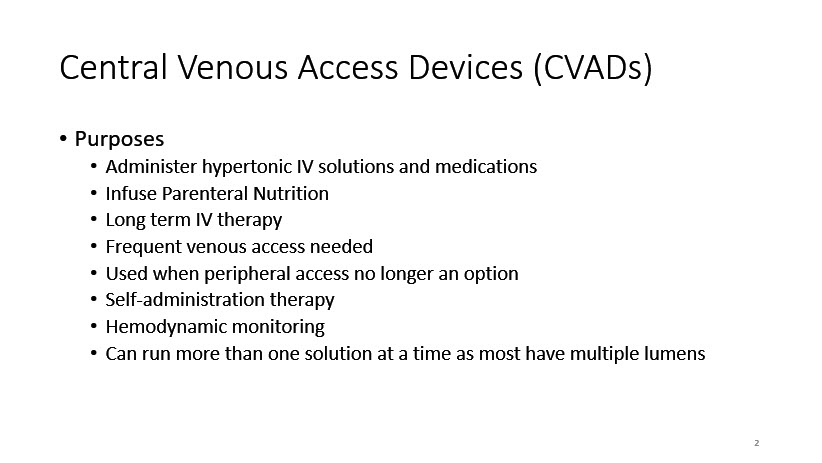 Central Venous Access Devices (CVADs)
• Purposes
• Administer hypertonic IV solutions and medications
• Infuse Parenteral Nutrition
• Long term IV therapy
• Frequent venous access needed
• Used when peripheral access no longer an option
• Self-administration therapy
• Hemodynamic monitoring
• Can run more than one solution at a time as most have multiple lumens
2